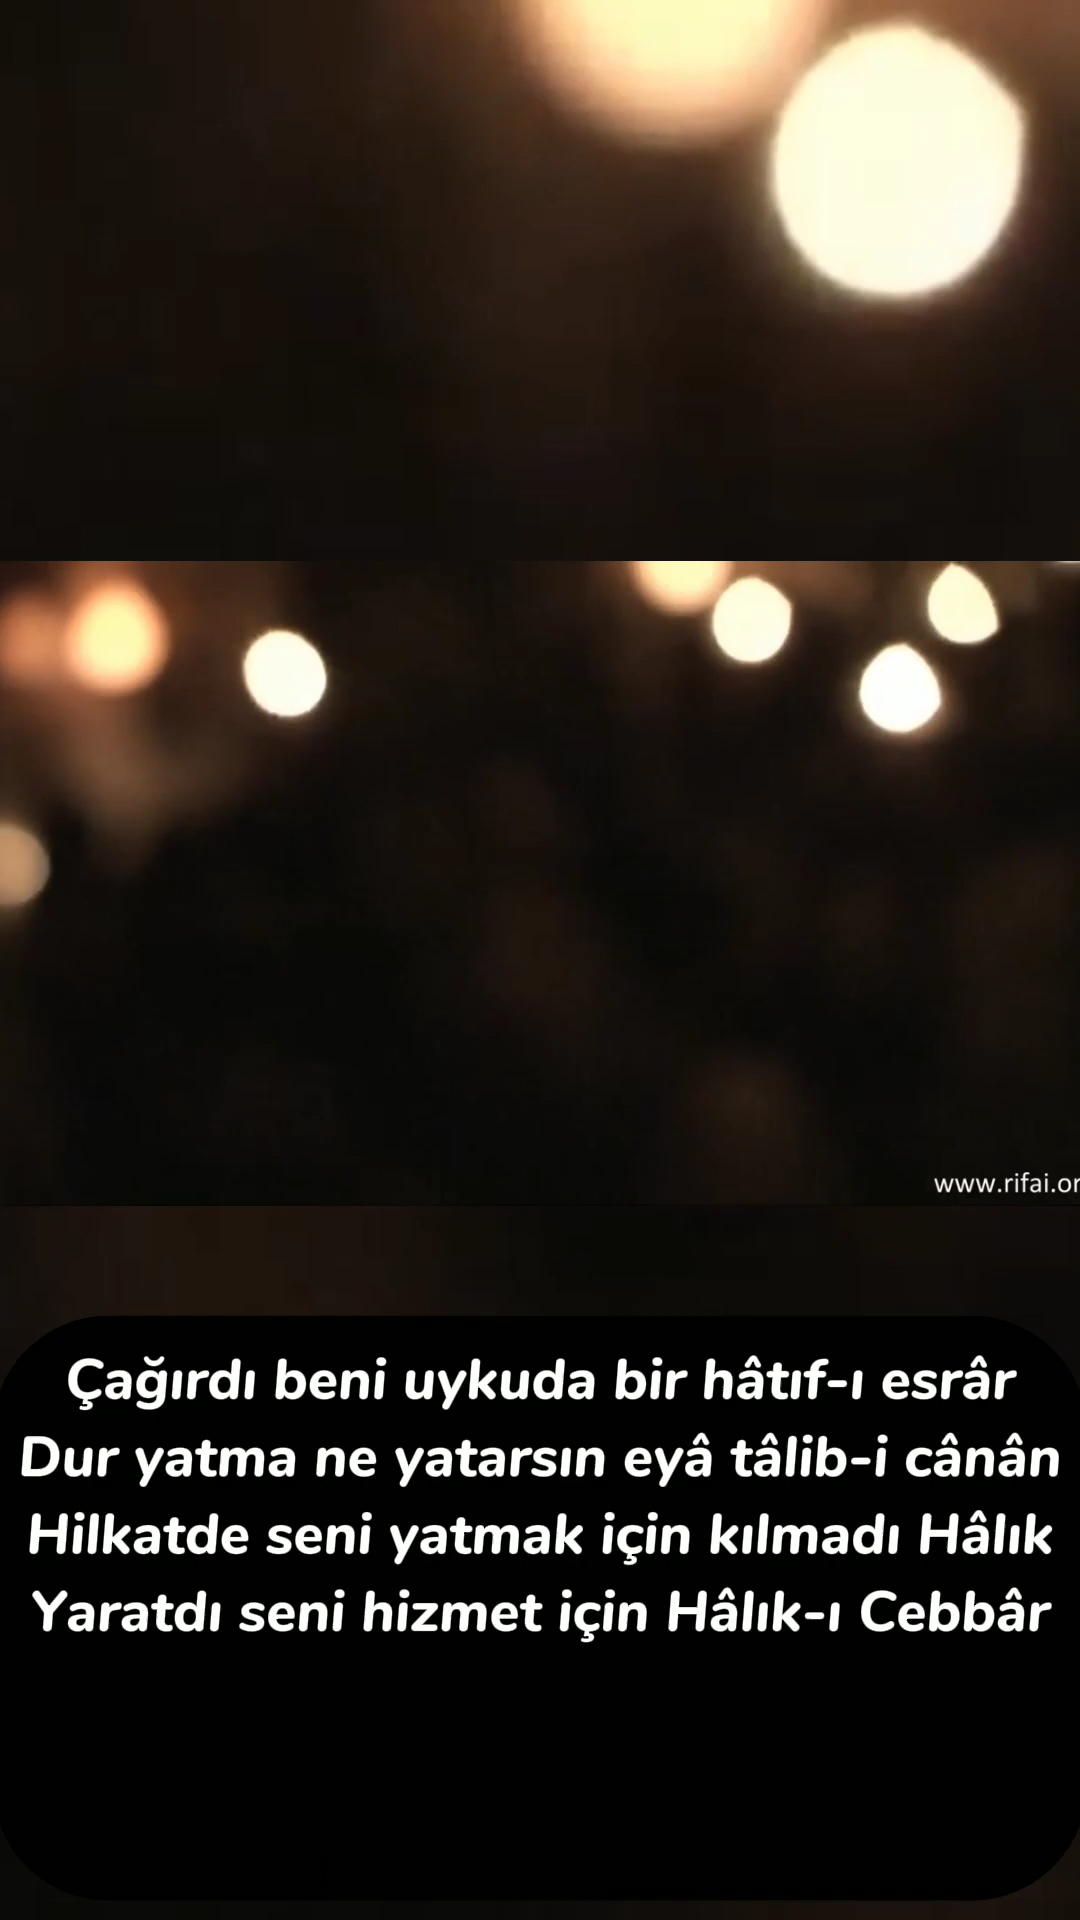 www.rifai.or
Çağırdı beni uykuda bir hâtıf-ı esrâr
Dur yatma ne yatarsın eyâ tâlib-i cânân
Hilkatde seni yatmak için kılmadı Hâlık
Yaratdı seni hizmet için Hâlık-ı Cebbâr